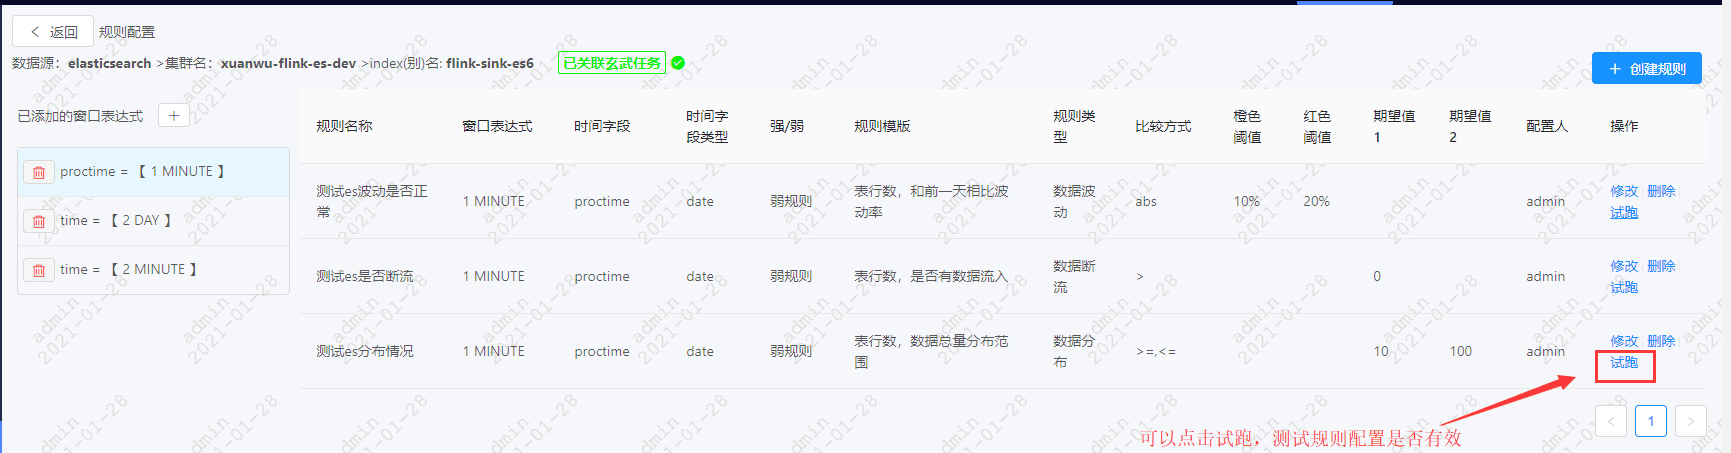 返回 规则配置
数据源：elasticsearch >集群名：xuanwu-flink-es-dev >index(别)名: flink-sink-es6 已关联玄武任务
+ 创建规则
已添加的窗口表达式 +
proctime = 【 1 MINUTE 】
time = 【 2 DAY 】
time = 【 2 MINUTE 】
规则名称 窗口表达式 时间字段 时间字段类型 强/弱 规则模版 规则类型 比较方式 橙色阈值 红色阈值 期望值1 期望值2 配置人 操作
测试es波动是否正常 1 MINUTE proctime date 弱规则 表行数，和前一天相比波动率 数据波动 abs 10% 20% admin 修改 删除 试跑
测试es是否断流 1 MINUTE proctime date 弱规则 表行数，是否有数据流入 数据断流 > 0 admin 修改 删除 试跑
测试es分布情况 1 MINUTE proctime date 弱规则 表行数，数据总量分布范围 数据分布 >=,<= 10 100 admin 修改 删除 试跑
< 1 >
可以点击试跑，测试规则配置是否有效
admin
2021-01-28